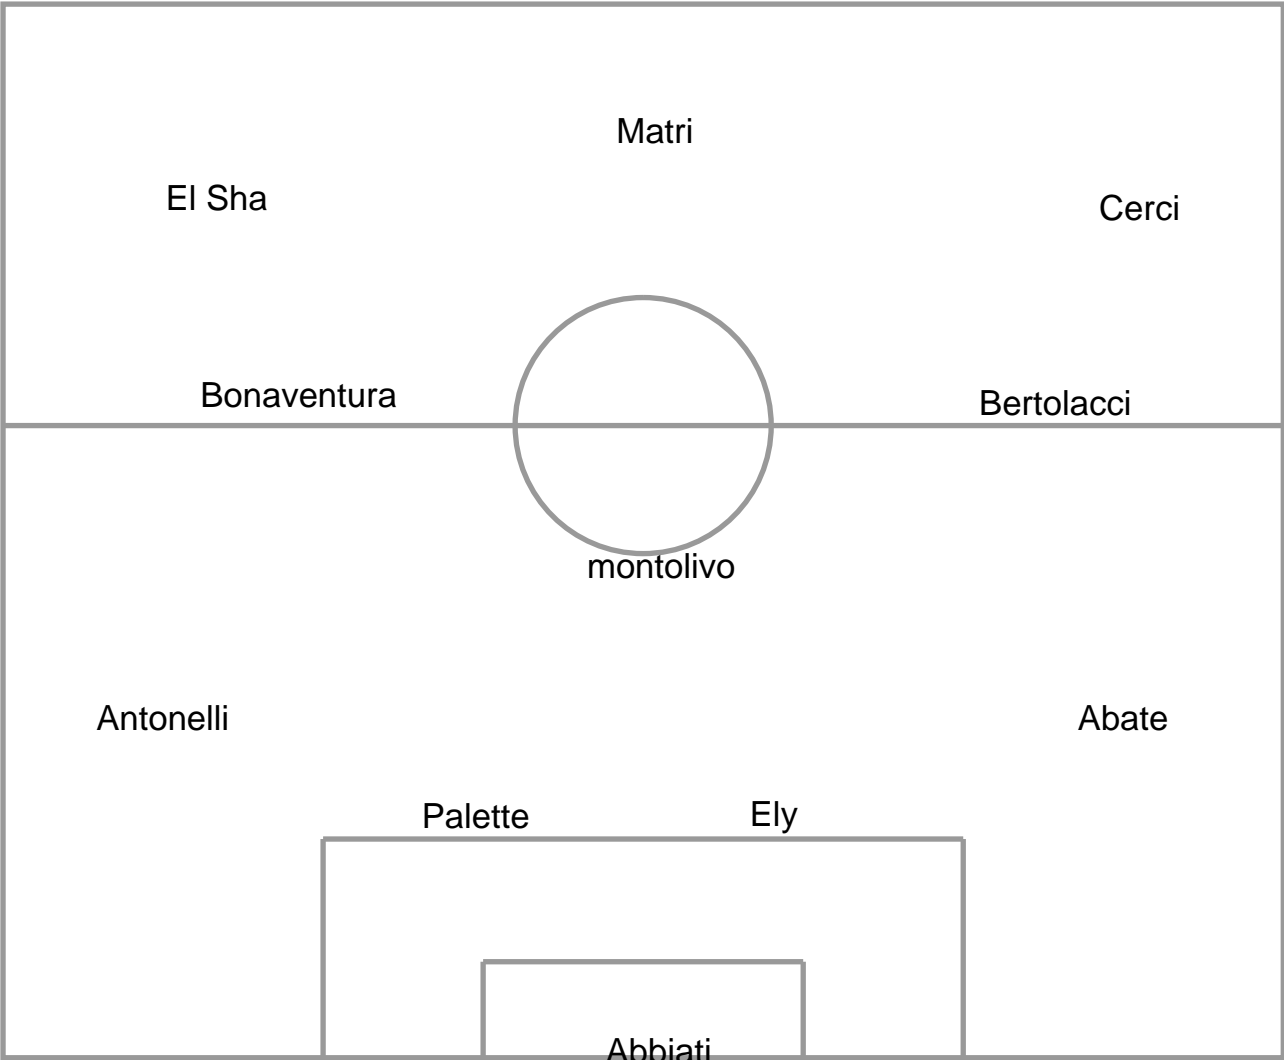 Matri
El Sha
Cerci
Bonaventura
Bertolacci
montolivo
Antonelli
Abate
Palette
Ely
Abbiati